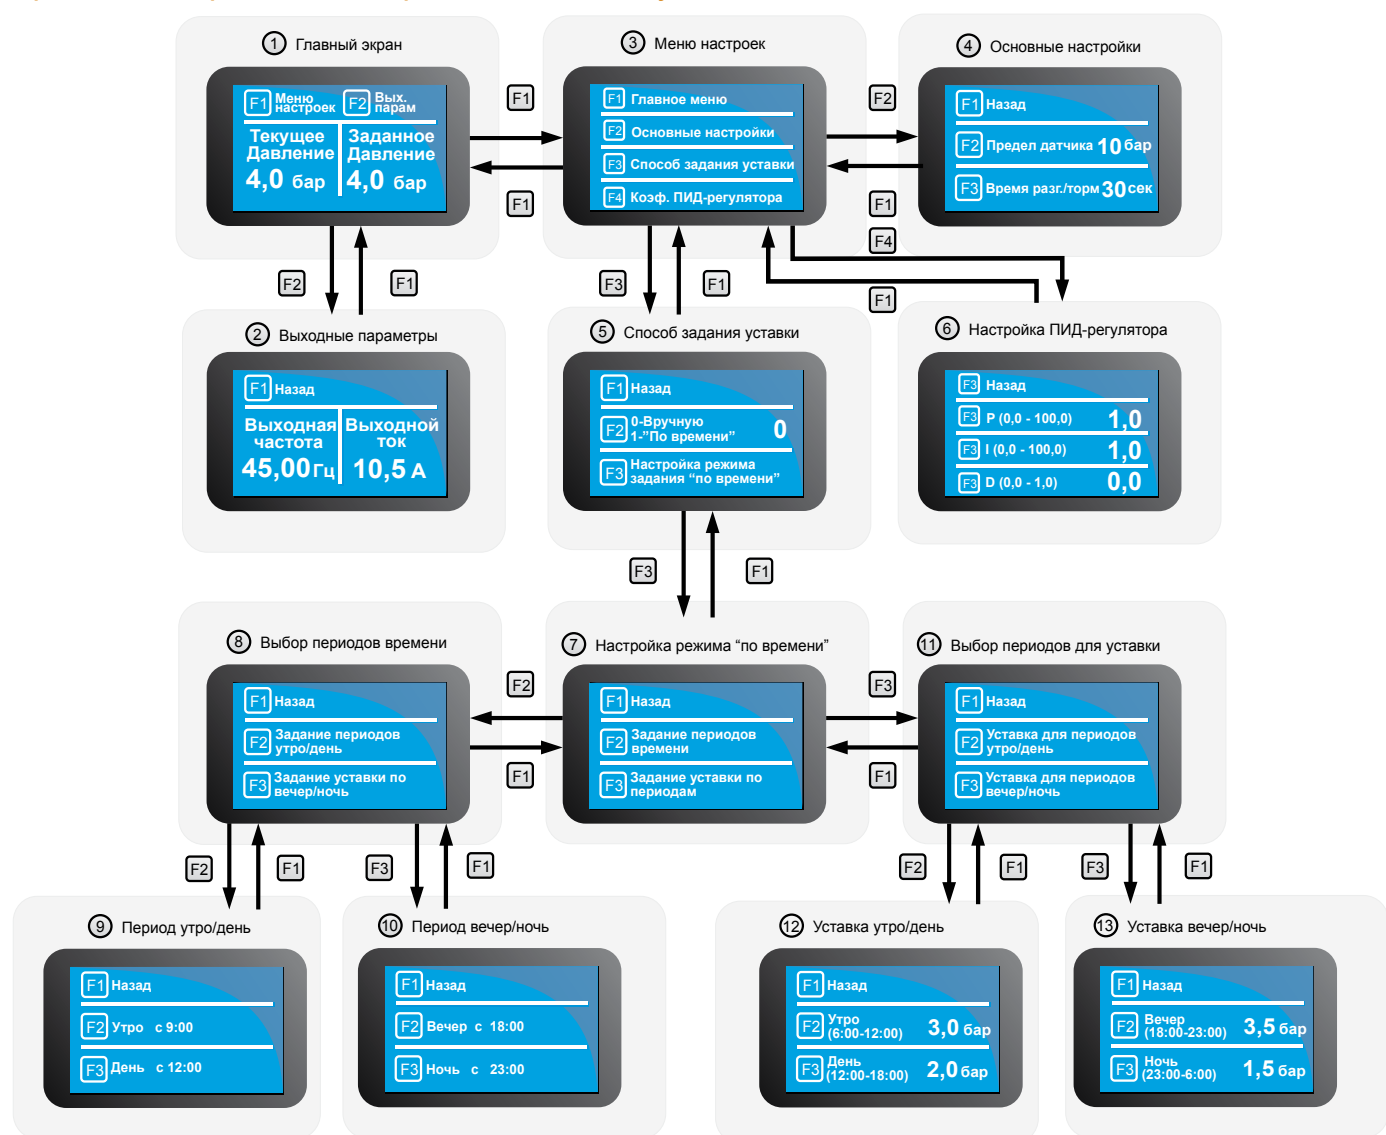 1 Главный экран
F1 Меню
настроек
F2 Вых.
парам
Текущее
Давление
4,0 бар
Заданное
Давление
4,0 бар
F1
F1
3 Меню настроек
F1 Главное меню
F2 Основные настройки
F3 Способ задания уставки
F4 Коэф. ПИД-регулятора
F2
F1
4 Основные настройки
F1 Назад
F2 Предел датчика 10 бар
F3 Время разг./торм 30 сек
F2
F1
F3
F1
F4
F1
2 Выходные параметры
F1 Назад
Выходная
частота
45,00 Гц
Выходной
ток
10,5 А
5 Способ задания уставки
F1 Назад
F2 0-Вручную
1-”По времени” 0
F3 Настройка режима
задания “по времени”
6 Настройка ПИД-регулятора
F3 Назад
F3 P (0,0 - 100,0) 1,0
F3 I (0,0 - 100,0) 1,0
F3 D (0,0 - 1,0) 0,0
F3
F1
8 Выбор периодов времени
F1 Назад
F2 Задание периодов
утро/день
F3 Задание уставки по
вечер/ночь
F2
F1
7 Настройка режима “по времени”
F1 Назад
F2 Задание периодов
времени
F3 Задание уставки по
периодам
F3
F1
11 Выбор периодов для уставки
F1 Назад
F2 Уставка для периодов
утро/день
F3 Уставка для периодов
вечер/ночь
F2
F1
F3
F1
F2
F1
F3
F1
9 Период утро/день
F1 Назад
F2 Утро с 9:00
F3 День с 12:00
10 Период вечер/ночь
F1 Назад
F2 Вечер с 18:00
F3 Ночь с 23:00
12 Уставка утро/день
F1 Назад
F2 Утро
(6:00-12:00) 3,0 бар
F3 День
(12:00-18:00) 2,0 бар
13 Уставка вечер/ночь
F1 Назад
F2 Вечер
(18:00-23:00) 3,5 бар
F3 Ночь
(23:00-6:00) 1,5 бар